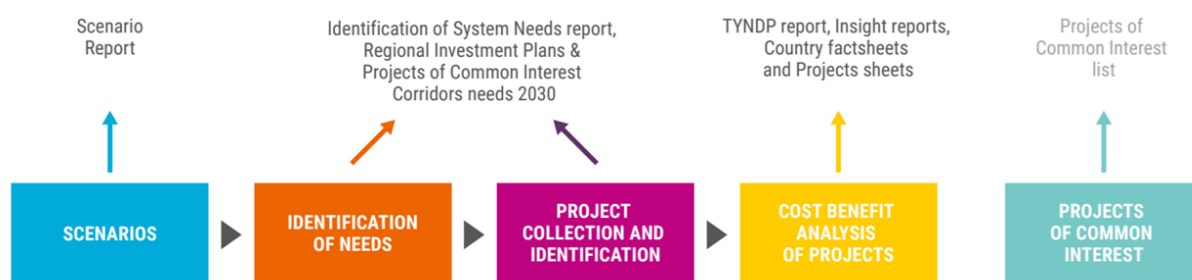 Scenario
Report
Identification of System Needs report,
Regional Investment Plans &
Projects of Common Interest
Corridors needs 2030
TYNDP report, Insight reports,
Country factsheets
and Projects sheets
Projects of
Common Interest
list
SCENARIOS
IDENTIFICATION
OF NEEDS
PROJECT
COLLECTION AND
IDENTIFICATION
COST BENEFIT
ANALYSIS
OF PROJECTS
PROJECTS
OF COMMON
INTEREST